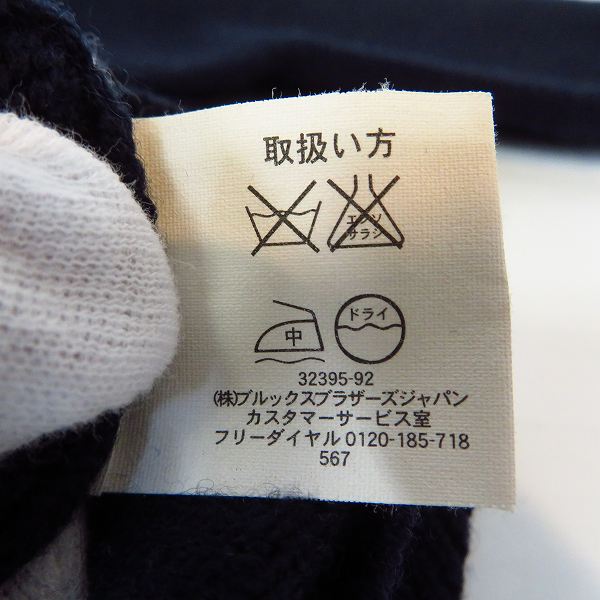 取扱い方
エンソ
サラシ
中
ドライ
32395-92
(株)ブルックスブラザーズジャパン
カスタマーサービス室
フリーダイヤル 0120-185-718
567